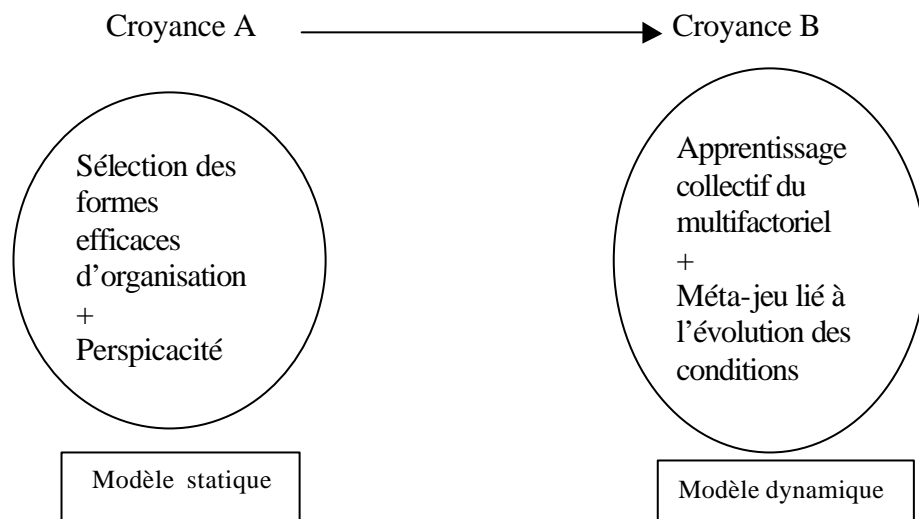 Croyance A
Croyance B
Sélection des
formes
efficaces
d’organisation
+
Perspicacité
Apprentissage
collectif du
multifactoriel
+
Méta-jeu lié à
l’évolution des
conditions
Modèle statique
Modèle dynamique